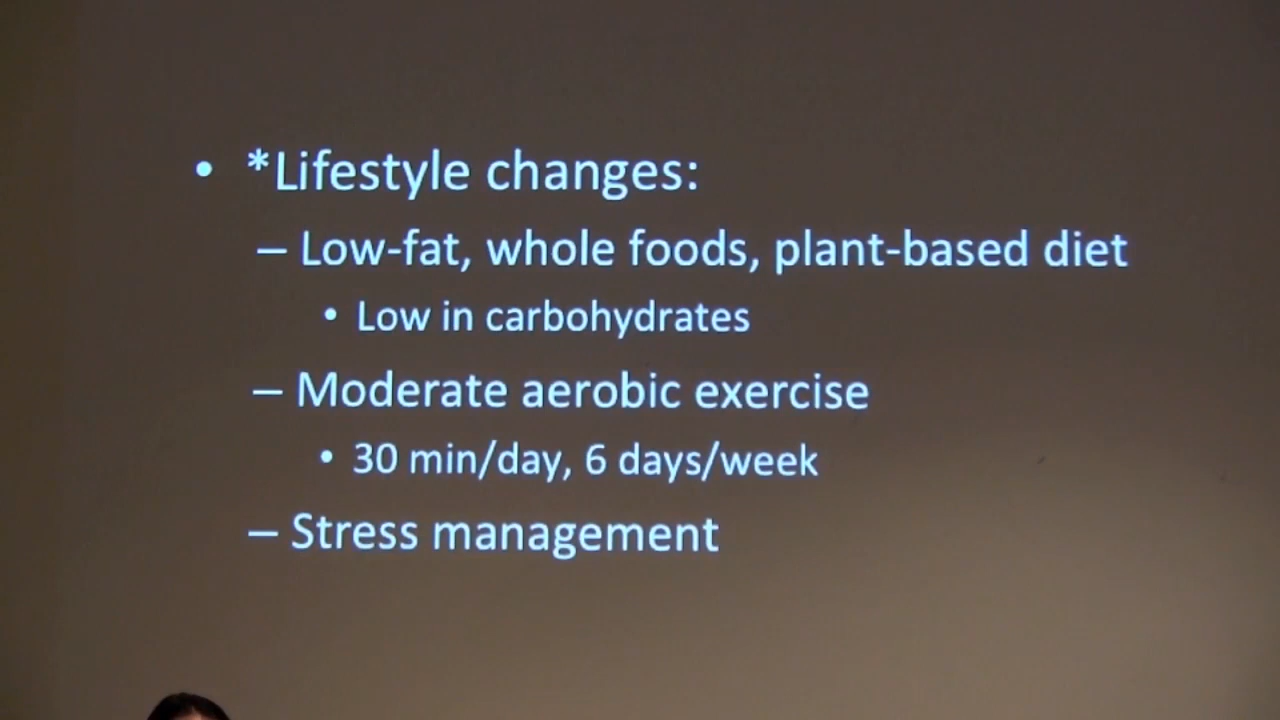 • *Lifestyle changes:
– Low-fat, whole foods, plant-based diet
• Low in carbohydrates
– Moderate aerobic exercise
• 30 min/day, 6 days/week
– Stress management